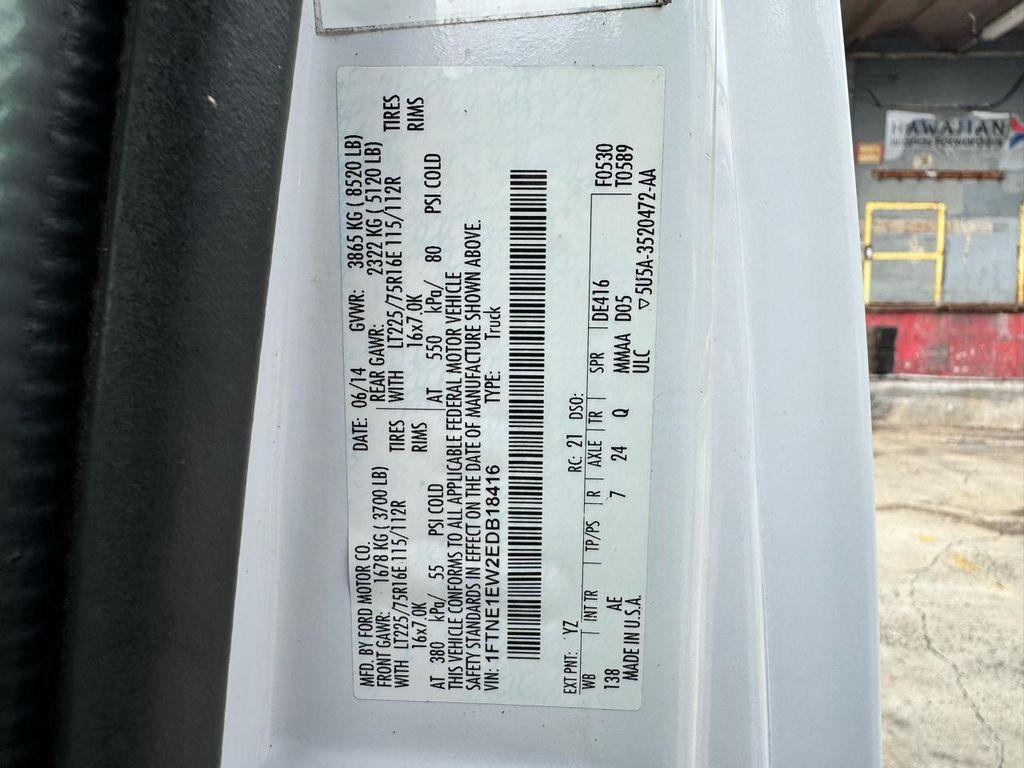 MFD. BY FORD MOTOR CO.
DATE: 06/14 GVWR: 3865 KG ( 8520 LB)
FRONT GAWR: 1678 KG ( 3700 LB) REAR GAWR: 2322 KG ( 5120 LB)
WITH LT225/75R16E 115/112R TIRES WITH LT225/75R16E 115/112R TIRES
16x7.0K RIMS 16x7.0K RIMS
AT 380 kPa/ 55 PSI COLD AT 550 kPa/ 80 PSI COLD
THIS VEHICLE CONFORMS TO ALL APPLICABLE FEDERAL MOTOR VEHICLE
SAFETY STANDARDS IN EFFECT ON THE DATE OF MANUFACTURE SHOWN ABOVE.
VIN: 1FTNE1EW2EDB18416 TYPE: Truck
EXT PNT: YZ RC: 21 DSO: F0530
WB INT TR TP/PS R AXLE TR SPR DE416 T0589
138 AE 7 24 Q MMAA D05
MADE IN U.S.A. ULC ▽ 5U5A-3520472-AA
HAWAIIAN